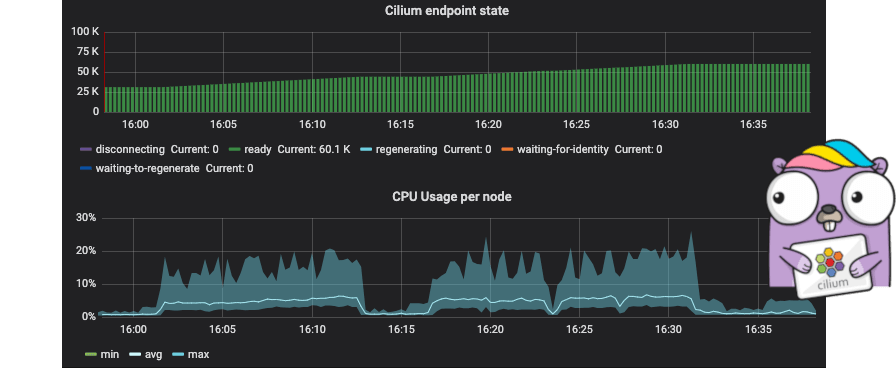 Cilium endpoint state
100 K
75 K
50 K
25 K
0
16:00 16:05 16:10 16:15 16:20 16:25 16:30 16:35
disconnecting Current: 0 ready Current: 60.1 K regenerating Current: 0 waiting-for-identity Current: 0
waiting-to-regenerate Current: 0
CPU Usage per node
30%
20%
10%
0%
16:00 16:05 16:10 16:15 16:20 16:25 16:30 16:35
min avg max
cilium